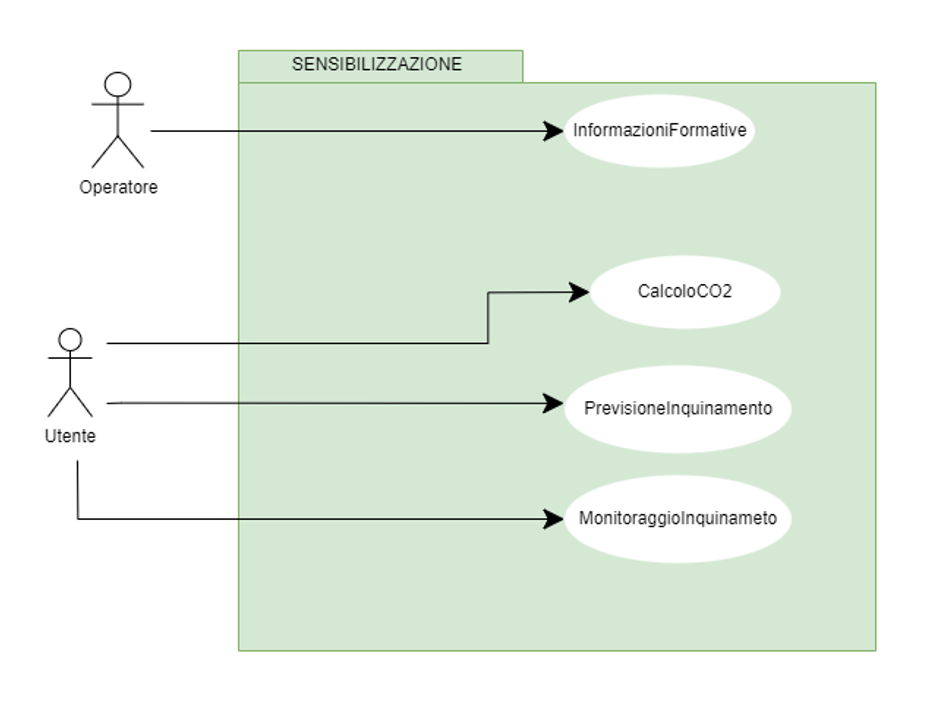 SENSIBILIZZAZIONE
InformazioniFormative
Operatore
CalcoloCO2
PrevisioneInquinamento
Utente
MonitoraggioInquinameto